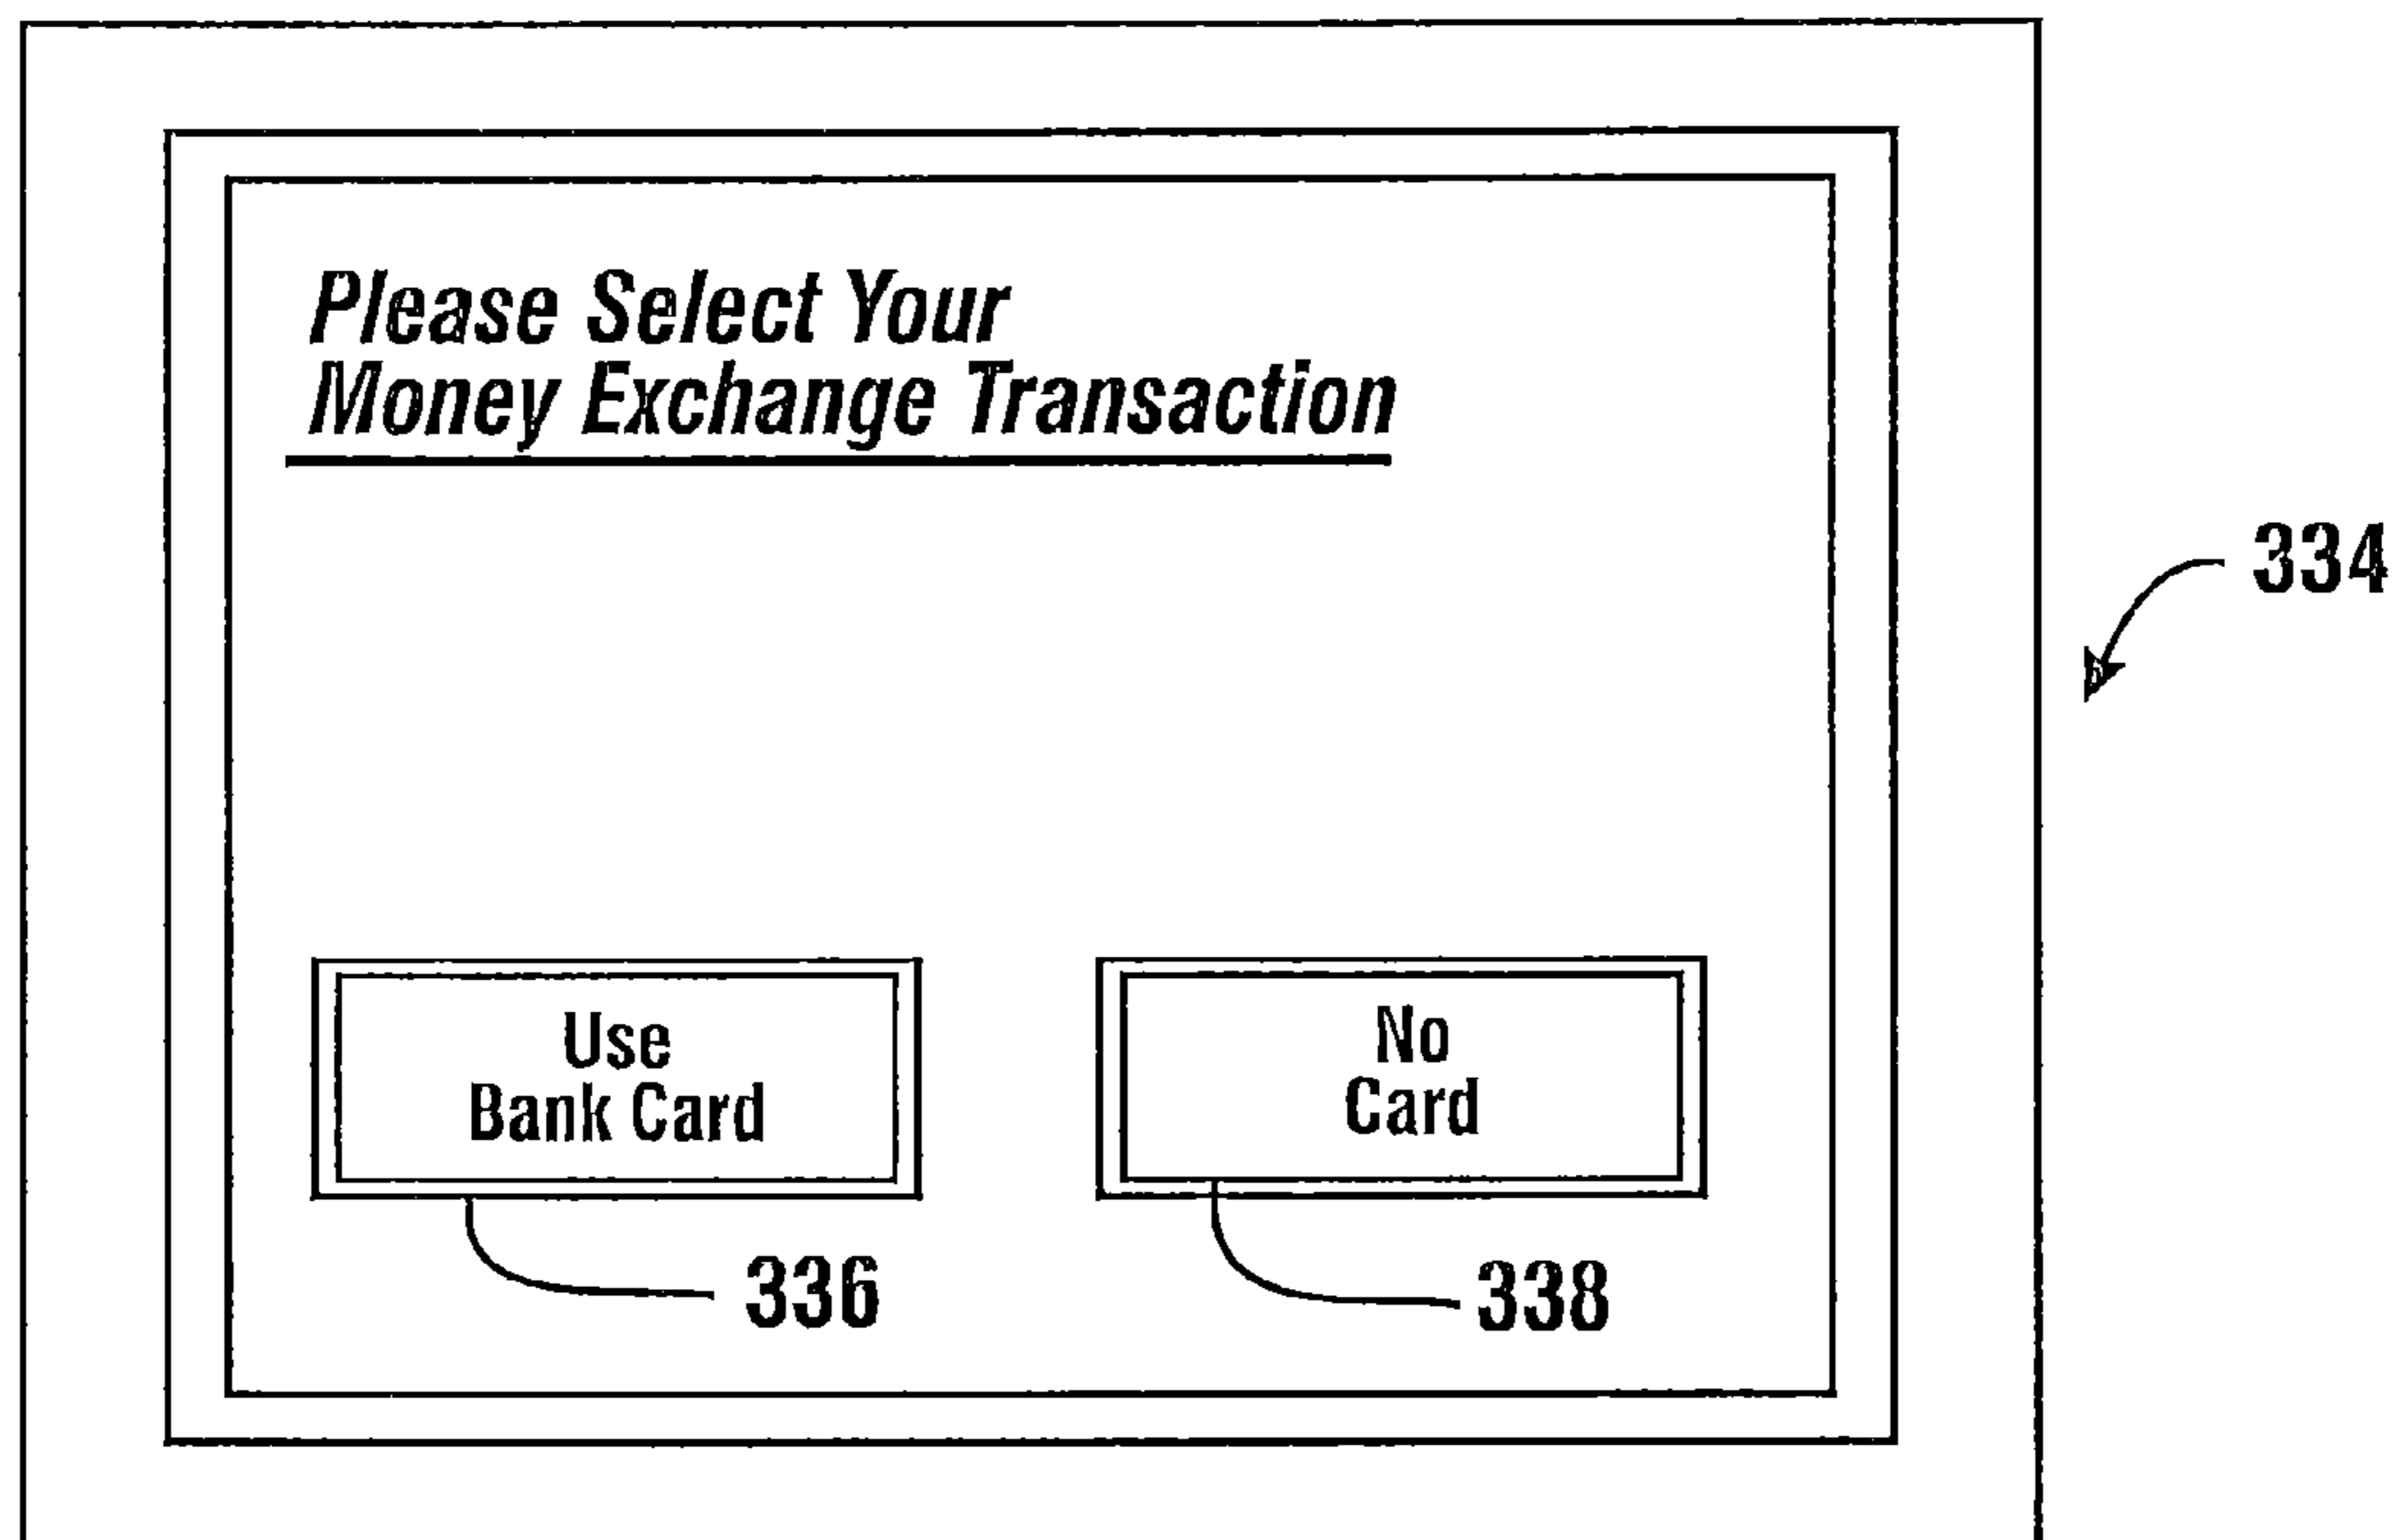 Please Select Your
Money Exchange Transaction
334
Use
Bank Card
No
Card
336
338